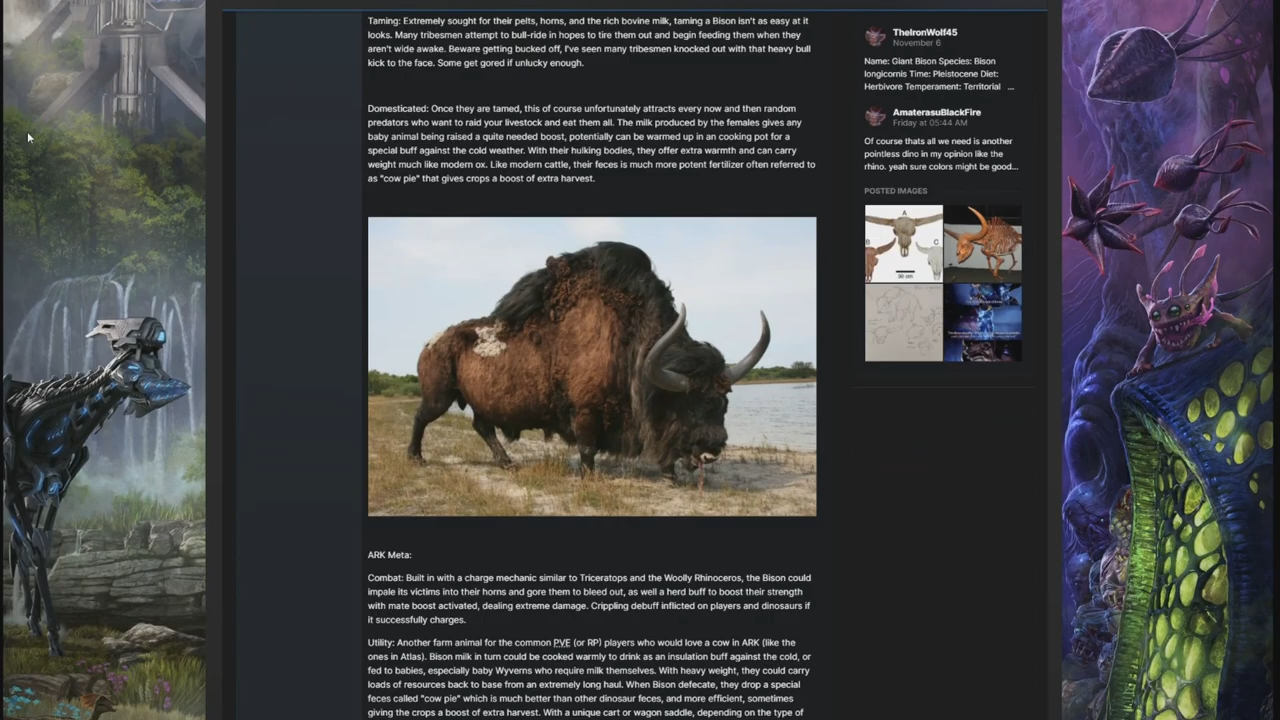 Taming: Extremely sought for their pelts, horns, and the rich bovine milk, taming a Bison isn't as easy at it
looks. Many tribesmen attempt to bull-ride in hopes to tire them out and begin feeding them when they
aren't wide awake. Beware getting bucked off, I've seen many tribesmen knocked out with that heavy bull
kick to the face. Some get gored if unlucky enough.
Domesticated: Once they are tamed, this of course unfortunately attracts every now and then random
predators who want to raid your livestock and eat them all. The milk produced by the females gives any
baby animal being raised a quite needed boost, potentially can be warmed up in an cooking pot for a
special buff against the cold weather. With their hulking bodies, they offer extra warmth and can carry
weight much like modern ox. Like modern cattle, their feces is much more potent fertilizer often referred to
as "cow pie" that gives crops a boost of extra harvest.
ARK Meta:
Combat: Built in with a charge mechanic similar to Triceratops and the Woolly Rhinoceros, the Bison could
impale its victims into their horns and gore them to bleed out, as well a herd buff to boost their strength
with mate boost activated, dealing extreme damage. Crippling debuff inflicted on players and dinosaurs if
it successfully charges.
Utility: Another farm animal for the common PVE (or RP) players who would love a cow in ARK (like the
ones in Atlas). Bison milk in turn could be cooked warmly to drink as an insulation buff against the cold, or
fed to babies, especially baby Wyverns who require milk themselves. With heavy weight, they could carry
loads of resources back to base from an extremely long haul. When Bison defecate, they drop a special
feces called "cow pie" which is much better than other dinosaur feces, and more efficient, sometimes
giving the crops a boost of extra harvest. With a unique cart or wagon saddle, depending on the type of
TheIronWolf45
November 6
Name: Giant Bison Species: Bison
longicornis Time: Pleistocene Diet:
Herbivore Temperament: Territorial ...
AmaterasuBlackFire
Friday at 05:44 AM
Of course thats all we need is another
pointless dino in my opinion like the
rhino. yeah sure colors might be good...
POSTED IMAGES
A
B C